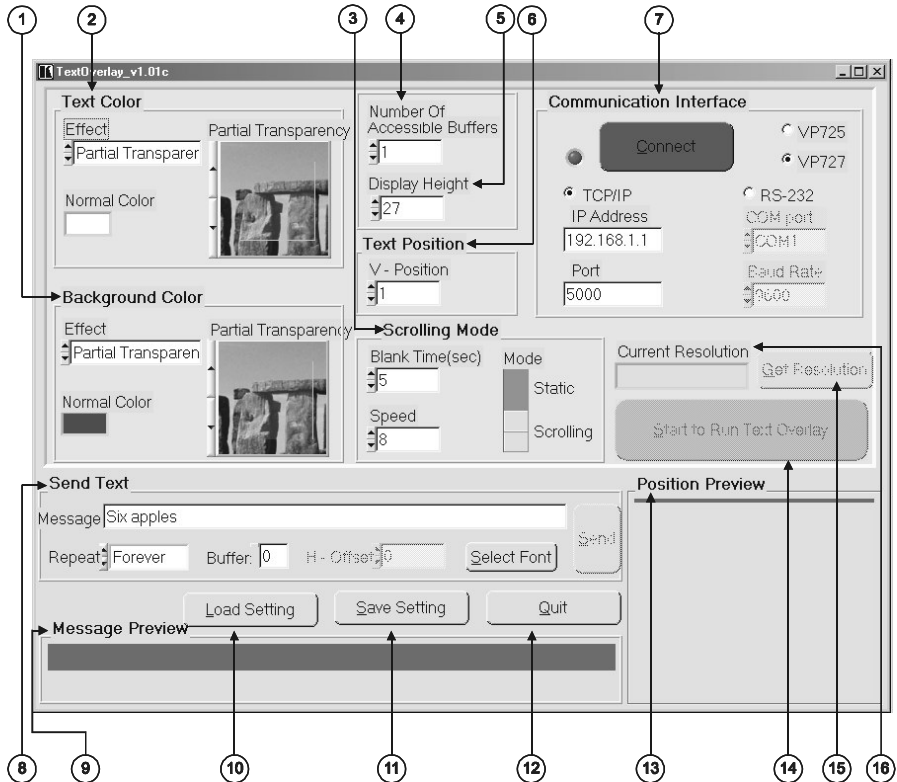 1 2 3 4 5 6 7
TextOverlay_v1.01c
Text Color
Effect
Partial Transparency
Partial Transparer
Normal Color
Number Of
Accessible Buffers
1
Display Height
27
Text Position
V - Position
1
Communication Interface
Connect
VP725
VP727
TCP/IP
RS-232
IP Address
COM port
192.168.1.1
COM1
Port
Baud Rate
5000
9600
Background Color
Effect
Partial Transparency
Partial Transparen
Normal Color
Scrolling Mode
Blank Time(sec)
Mode
5
Static
Speed
8
Scrolling
Current Resolution
Get Resolution
Start to Run Text Overlay
Send Text
Message Six apples
Repeat Forever Buffer: 0 H - Offset 0 Select Font
Send
Load Setting Save Setting Quit
Message Preview
Position Preview
8 9 10 11 12 13 14 15 16